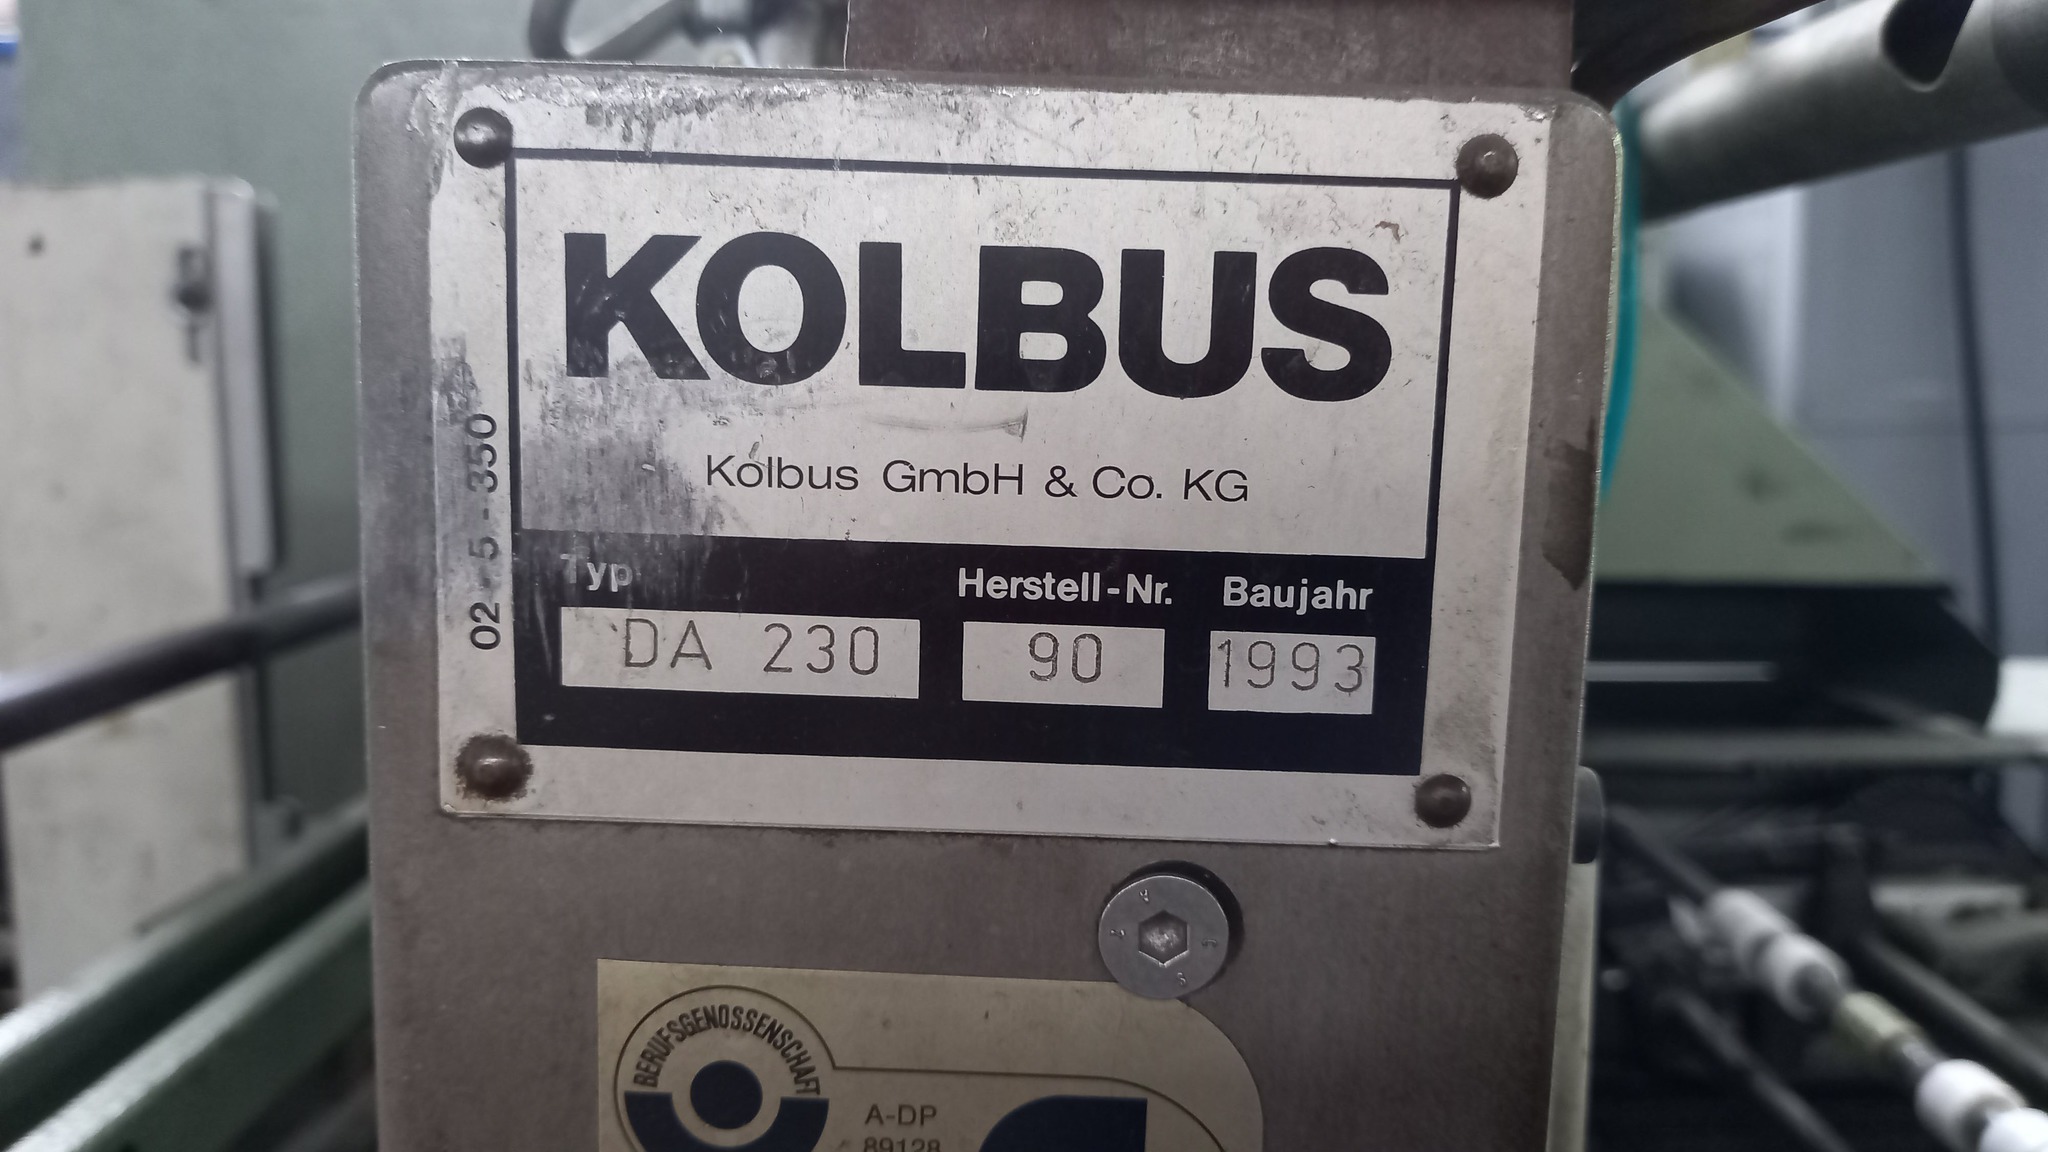 KOLBUS
Kolbus GmbH & Co. KG
02 - 5 - 350
Typ Herstell-Nr. Baujahr
DA 230 90 1993
BERUFSGENOSSENSCHAFT
A-DP
89128